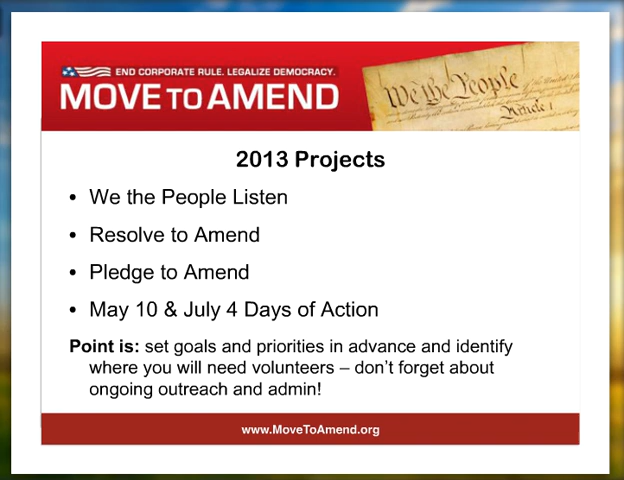 END CORPORATE RULE. LEGALIZE DEMOCRACY.
MOVE TO AMEND
We the People
Article 1
2013 Projects
• We the People Listen
• Resolve to Amend
• Pledge to Amend
• May 10 & July 4 Days of Action
Point is: set goals and priorities in advance and identify
where you will need volunteers – don't forget about
ongoing outreach and admin!
www.MoveToAmend.org